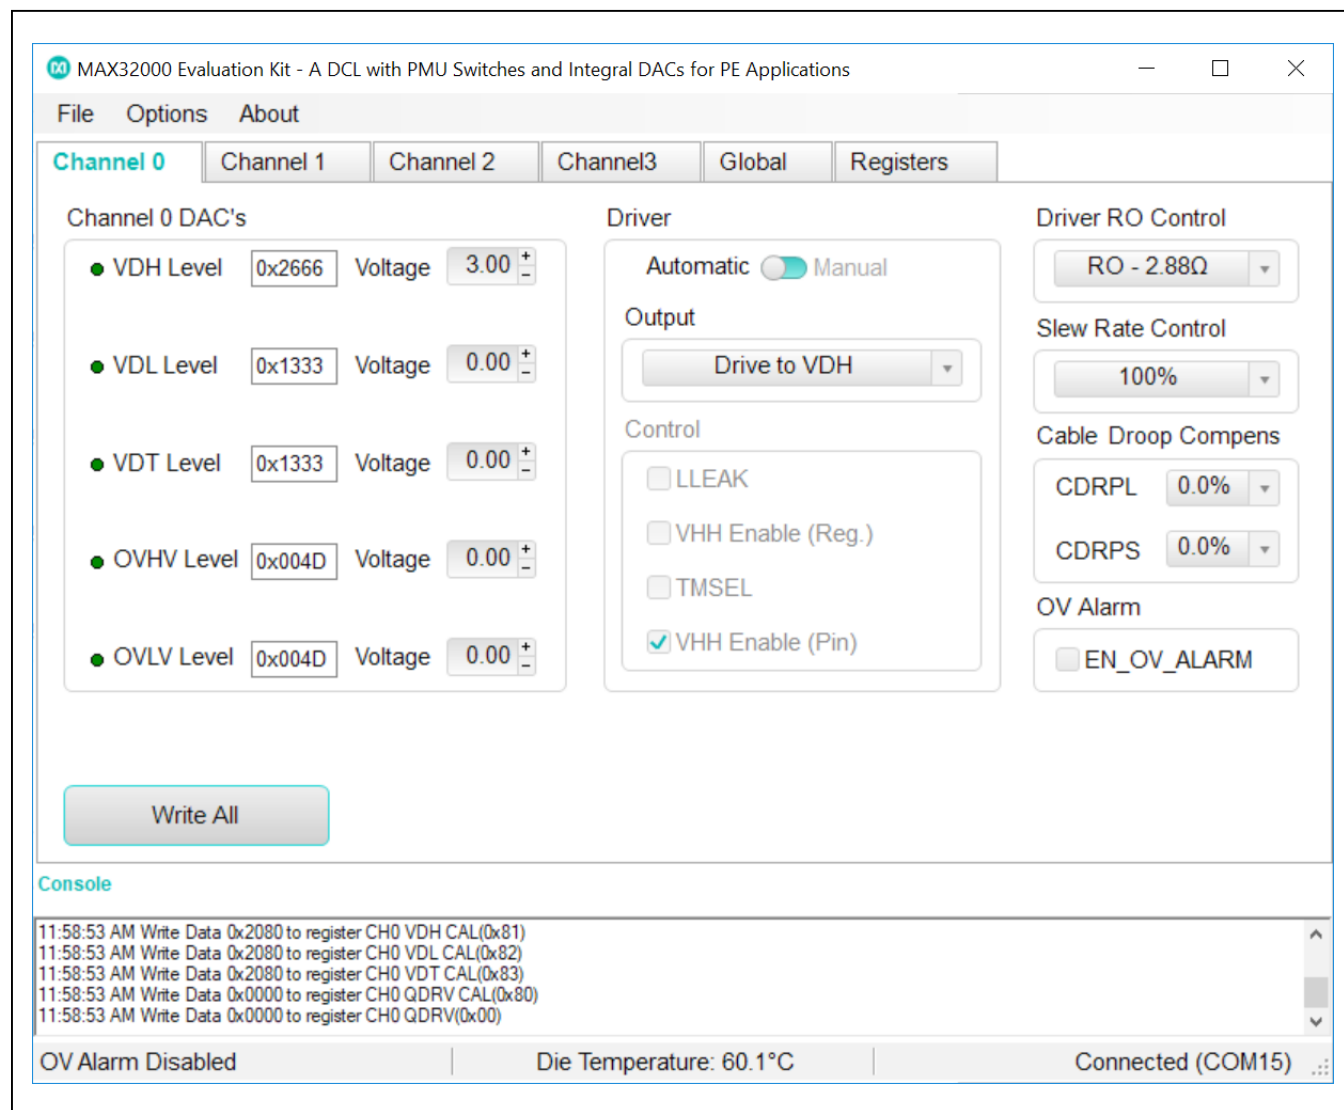 MAX32000 Evaluation Kit - A DCL with PMU Switches and Integral DACs for PE Applications
File Options About
Channel 0 Channel 1 Channel 2 Channel3 Global Registers
Channel 0 DAC's
VDH Level 0x2666 Voltage 3.00
VDL Level 0x1333 Voltage 0.00
VDT Level 0x1333 Voltage 0.00
OVHV Level 0x004D Voltage 0.00
OVLV Level 0x004D Voltage 0.00
Write All
Driver
Automatic Manual
Output
Drive to VDH
Control
LLEAK
VHH Enable (Reg.)
TMSEL
VHH Enable (Pin)
Driver RO Control
RO - 2.88Ω
Slew Rate Control
100%
Cable Droop Compens
CDRPL 0.0%
CDRPS 0.0%
OV Alarm
EN_OV_ALARM
Console
11:58:53 AM Write Data 0x2080 to register CH0 VDH CAL(0x81)
11:58:53 AM Write Data 0x2080 to register CH0 VDL CAL(0x82)
11:58:53 AM Write Data 0x2080 to register CH0 VDT CAL(0x83)
11:58:53 AM Write Data 0x0000 to register CH0 QDRV CAL(0x80)
11:58:53 AM Write Data 0x0000 to register CH0 QDRV(0x00)
OV Alarm Disabled Die Temperature: 60.1°C Connected (COM15)